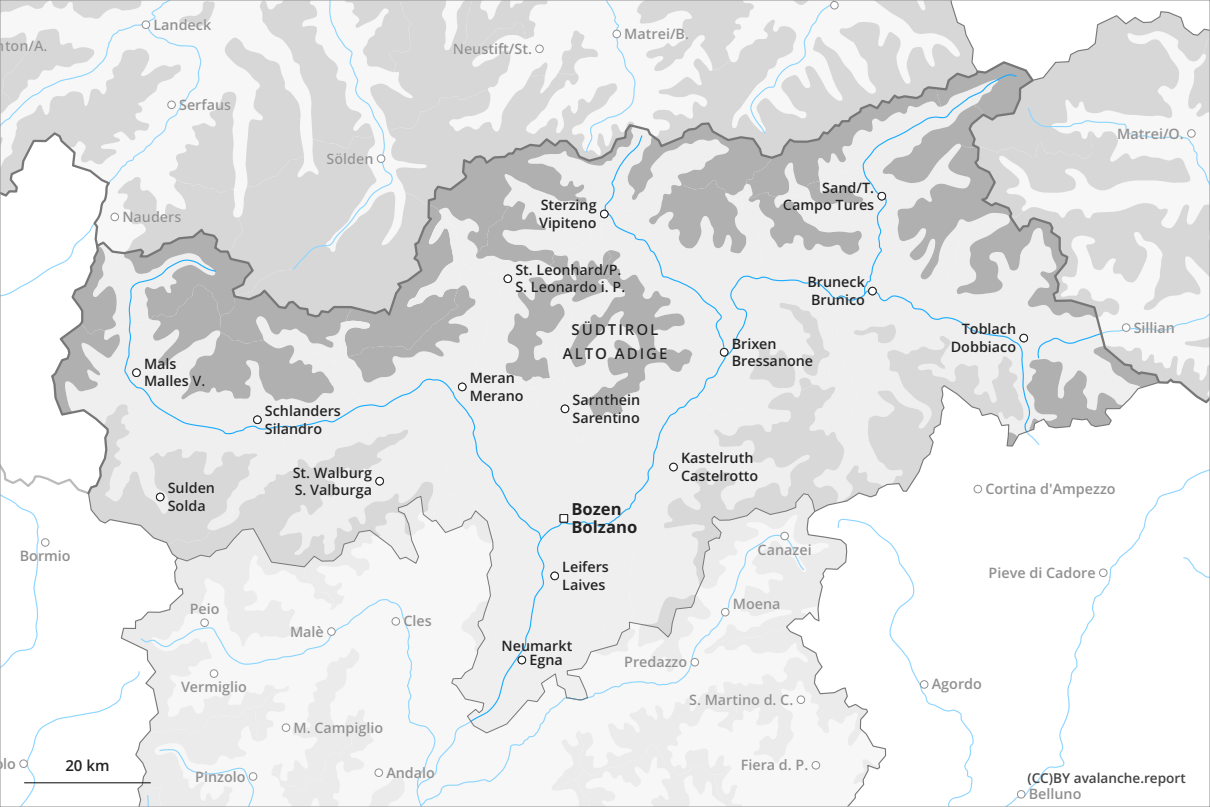 Landeck
nton/A.
Neustift/St.
Matrei/B.
Serfaus
Matrei/O.
Sölden
Nauders
Sand/T.
Campo Tures
Sterzing
Vipiteno
St. Leonhard/P.
S. Leonardo i. P.
Bruneck
Brunico
SÜDTIROL
ALTO ADIGE
Toblach
Dobbiaco
Sillian
Brixen
Bressanone
Mals
Malles V.
Meran
Merano
Sarnthein
Sarentino
Schlanders
Silandro
Kastelruth
Castelrotto
St. Walburg
S. Valburga
Sulden
Solda
Cortina d'Ampezzo
Bozen
Bolzano
Bormio
Canazei
Leifers
Laives
Pieve di Cadore
Peio
Moena
Cles
Malè
Neumarkt
Egna
Predazzo
Vermiglio
Agordo
S. Martino d. C.
M. Campiglio
20 km
olo
Pinzolo
Andalo
Fiera d. P.
(CC)BY avalanche.report
Belluno